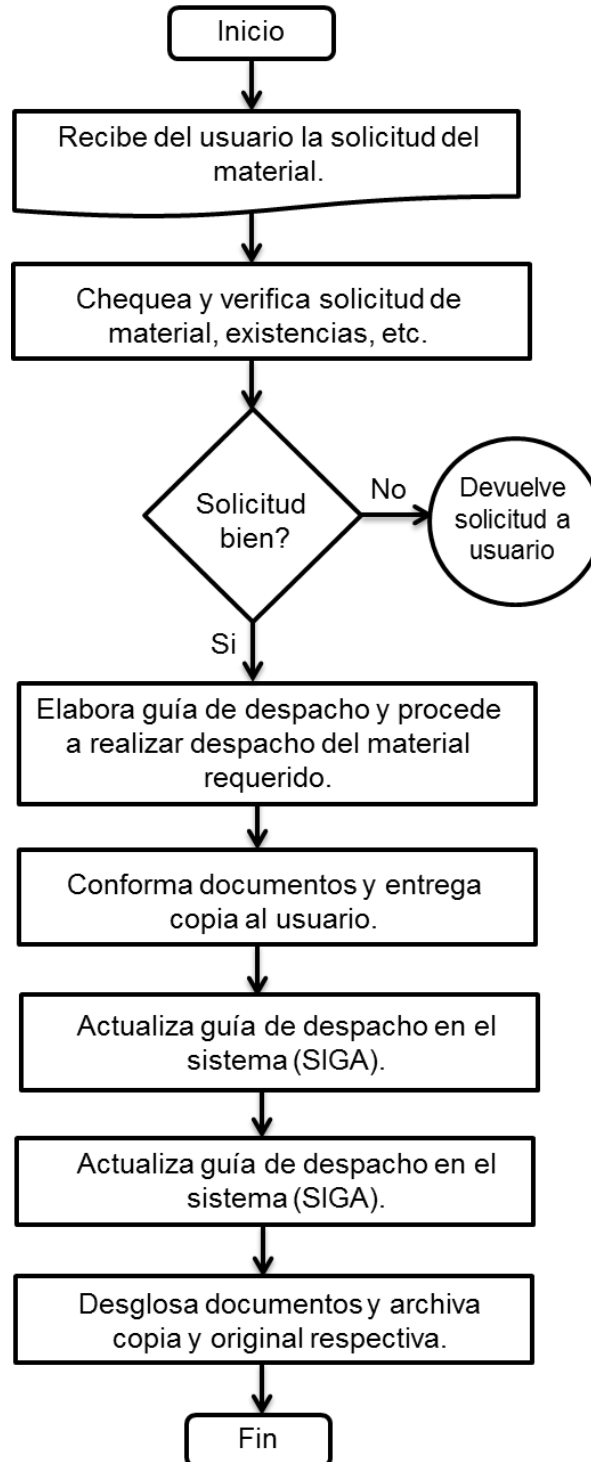 Inicio
Recibe del usuario la solicitud del
material.
Chequea y verifica solicitud de
material, existencias, etc.
Solicitud
bien?
No
Devuelve
solicitud a
usuario
Si
Elabora guía de despacho y procede
a realizar despacho del material
requerido.
Conforma documentos y entrega
copia al usuario.
Actualiza guía de despacho en el
sistema (SIGA).
Actualiza guía de despacho en el
sistema (SIGA).
Desglosa documentos y archiva
copia y original respectiva.
Fin